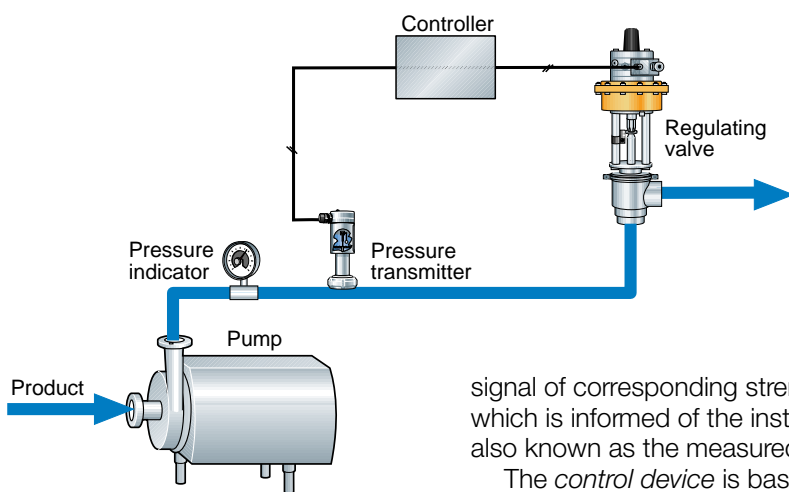 Controller
Regulating
valve
Pressure
indicator
Pressure
transmitter
Pump
Product
signal of corresponding stren
which is informed of the inst
also known as the measured
The control device is bas